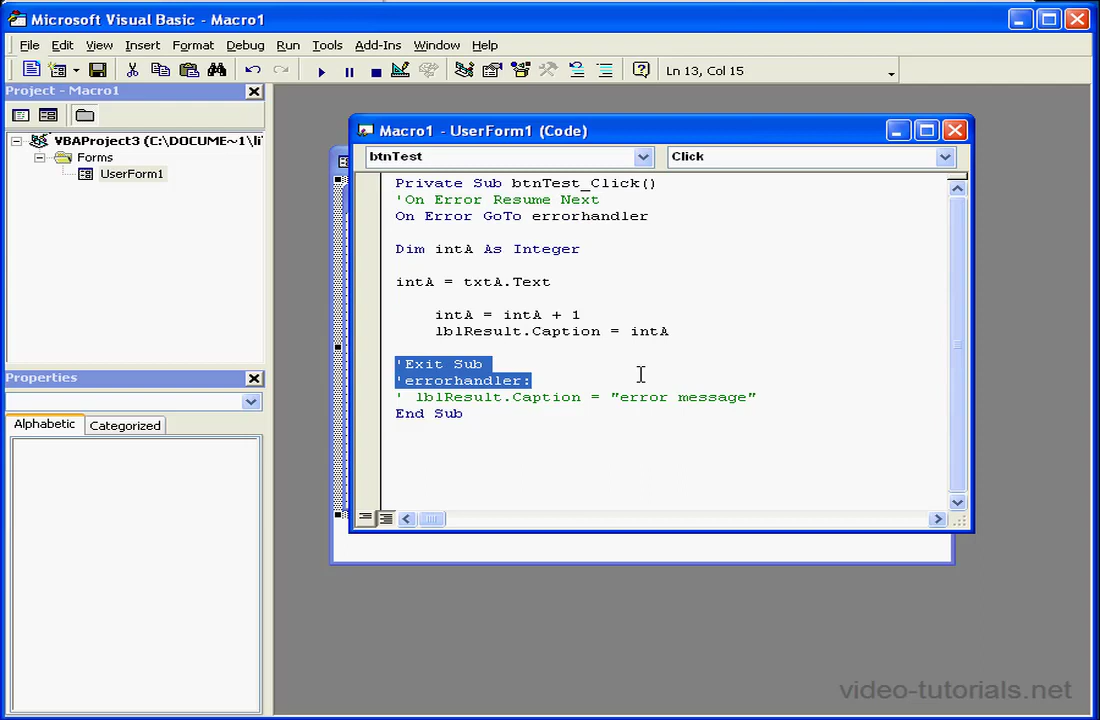 Microsoft Visual Basic - Macro1
File Edit View Insert Format Debug Run Tools Add-Ins Window Help
Ln 13, Col 15
Project - Macro1
VBAProject3 (C:\DOCUME~1\li
Forms
UserForm1
Macro1 - UserForm1 (Code)
btnTest Click
Private Sub btnTest_Click()
'On Error Resume Next
On Error GoTo errorhandler
Dim intA As Integer
intA = txtA.Text
intA = intA + 1
lblResult.Caption = intA
'Exit Sub
'errorhandler:
' lblResult.Caption = "error message"
End Sub
Properties
Alphabetic Categorized
video-tutorials.net